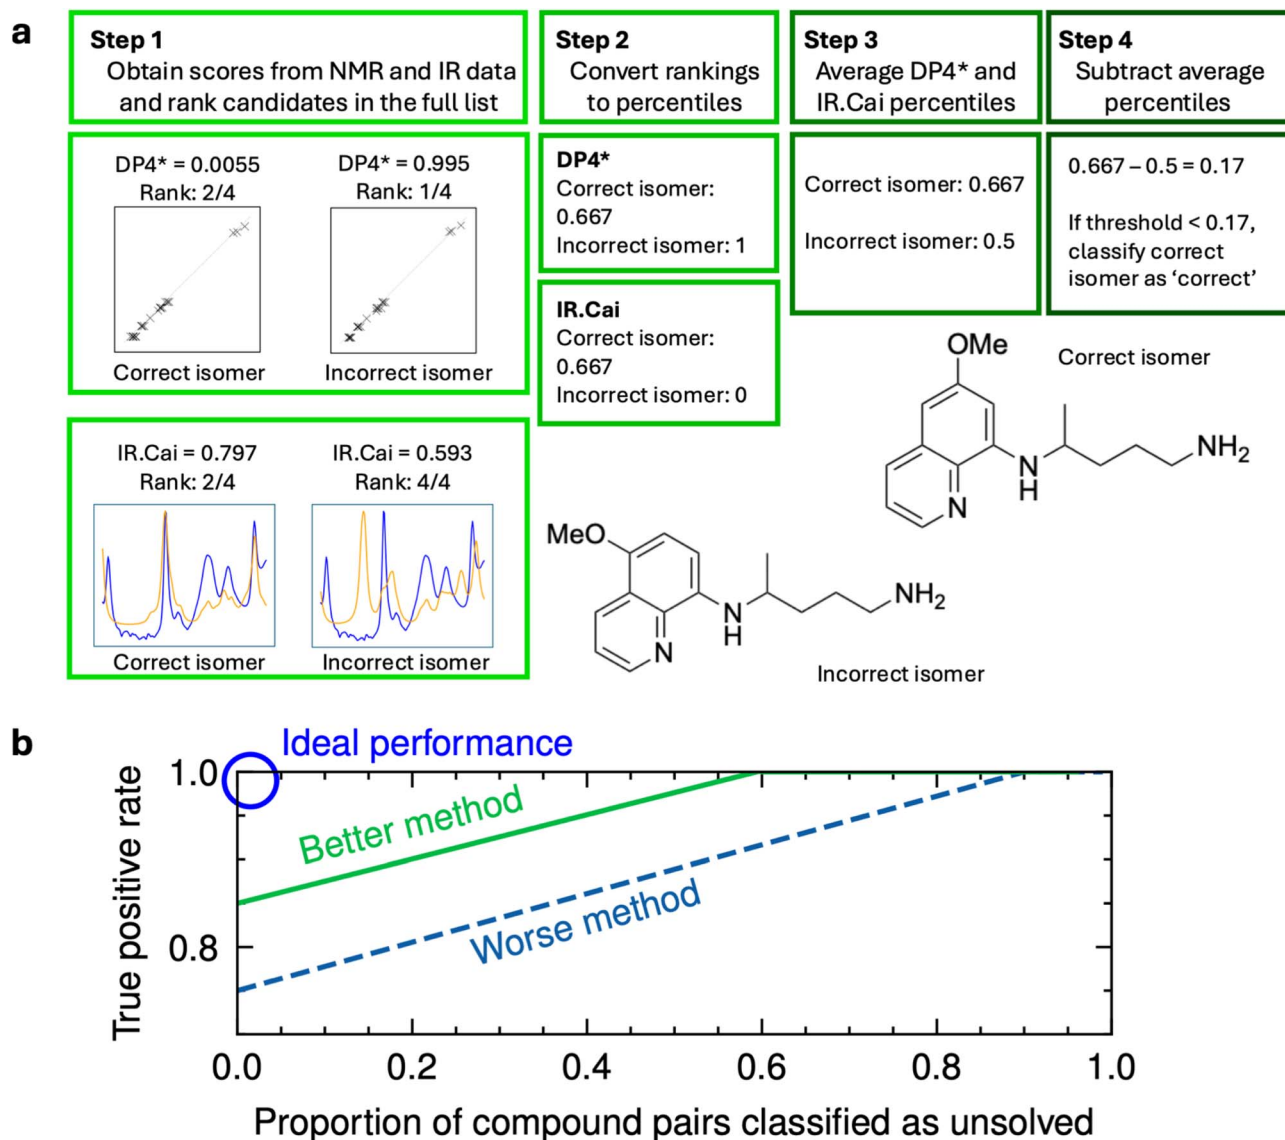 a
Step 1
Obtain scores from NMR and IR data
and rank candidates in the full list
Step 2
Convert rankings
to percentiles
Step 3
Average DP4* and
IR.Cai percentiles
Step 4
Subtract average
percentiles
DP4* = 0.0055
Rank: 2/4
DP4* = 0.995
Rank: 1/4
Correct isomer
Incorrect isomer
IR.Cai = 0.797
Rank: 2/4
IR.Cai = 0.593
Rank: 4/4
Correct isomer
Incorrect isomer
DP4*
Correct isomer:
0.667
Incorrect isomer: 1
IR.Cai
Correct isomer:
0.667
Incorrect isomer: 0
Correct isomer: 0.667
Incorrect isomer: 0.5
0.667 – 0.5 = 0.17
If threshold < 0.17,
classify correct
isomer as ‘correct’
OMe
N
N
H
NH2
Correct isomer
MeO
N
N
H
NH2
Incorrect isomer
b
Ideal performance
Better method
Worse method
True positive rate
1.0
0.8
0.0 0.2 0.4 0.6 0.8 1.0
Proportion of compound pairs classified as unsolved